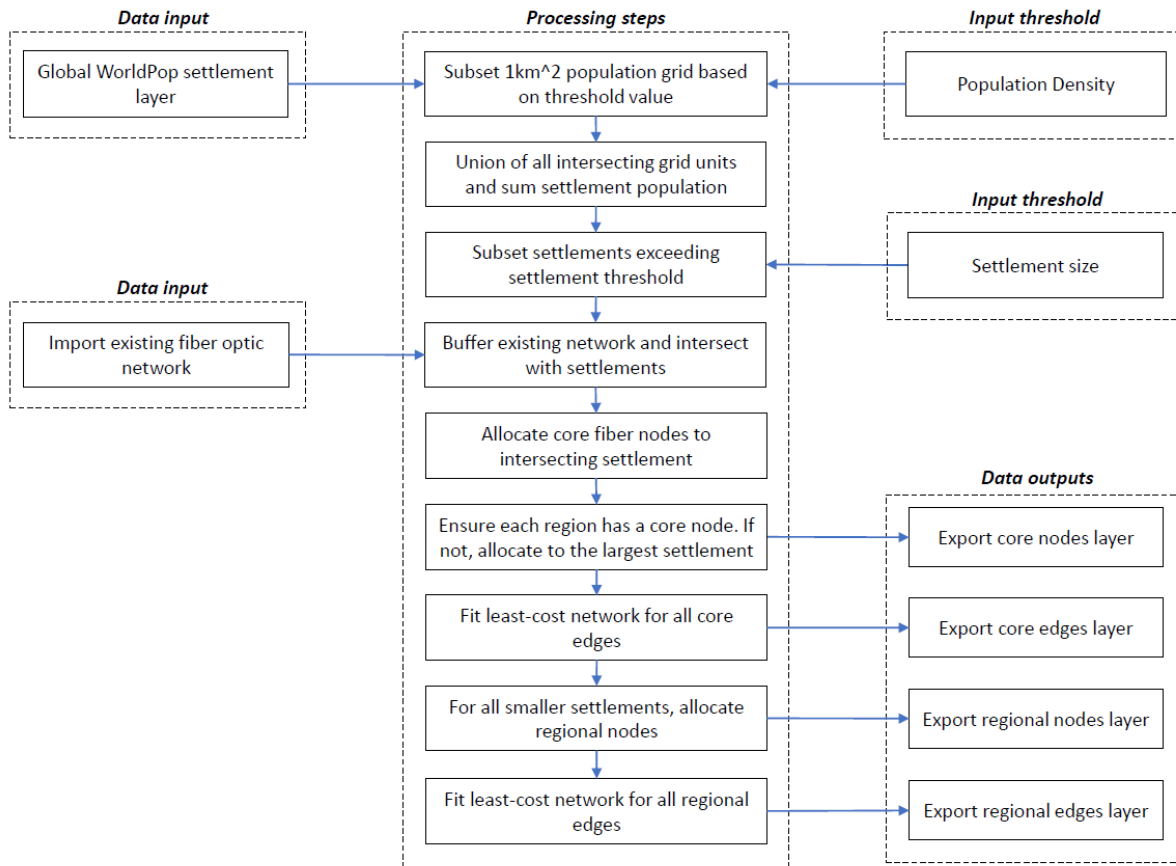 Data input
Processing steps
Input threshold
Global WorldPop settlement
layer
Subset 1km^2 population grid based
on threshold value
Population Density
Union of all intersecting grid units
and sum settlement population
Input threshold
Subset settlements exceeding
settlement threshold
Settlement size
Data input
Import existing fiber optic
network
Buffer existing network and intersect
with settlements
Allocate core fiber nodes to
intersecting settlement
Data outputs
Ensure each region has a core node. If
not, allocate to the largest settlement
Export core nodes layer
Fit least-cost network for all core
edges
Export core edges layer
For all smaller settlements, allocate
regional nodes
Export regional nodes layer
Fit least-cost network for all regional
edges
Export regional edges layer